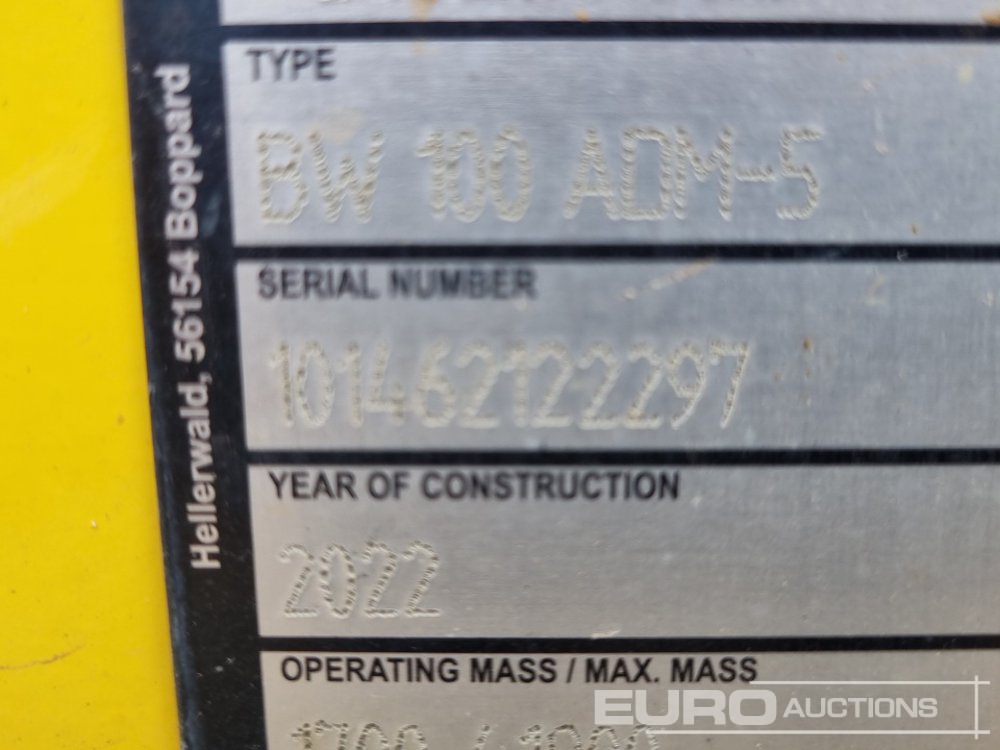 TYPE
BW 100 ADM-5
SERIAL NUMBER
101462122297
YEAR OF CONSTRUCTION
2022
OPERATING MASS / MAX. MASS
Hellerwald, 56154 Boppard
EURO AUCTIONS